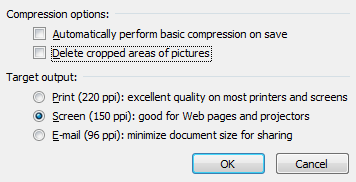 Compression options:
Automatically perform basic compression on save
Delete cropped areas of pictures
Target output:
Print (220 ppi): excellent quality on most printers and screens
Screen (150 ppi): good for Web pages and projectors
E-mail (96 ppi): minimize document size for sharing
OK Cancel